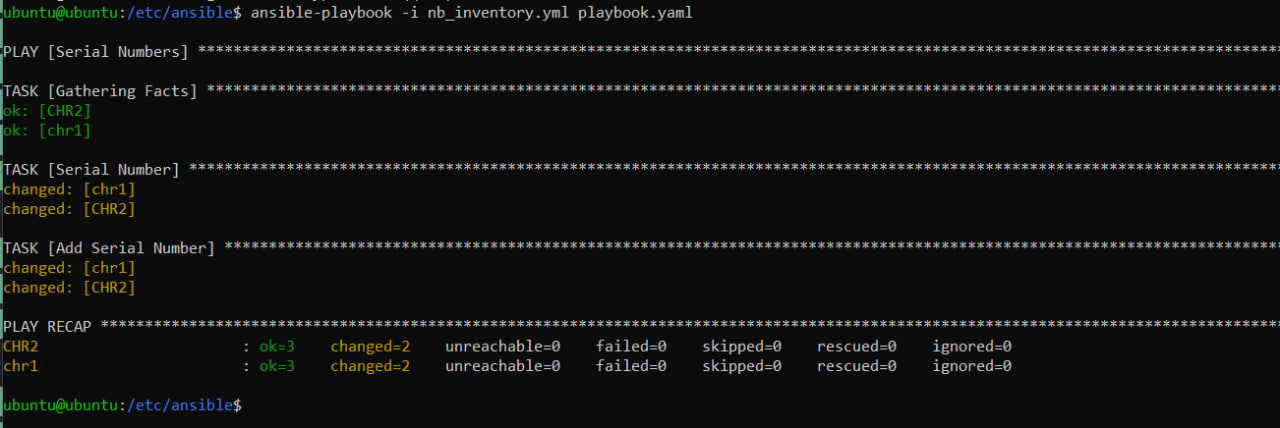 ubuntu@ubuntu:/etc/ansible$ ansible-playbook -i nb_inventory.yml playbook.yaml
PLAY [Serial Numbers] ****************************************************************************************************************************
TASK [Gathering Facts] ***************************************************************************************************************************
ok: [CHR2]
ok: [chr1]
TASK [Serial Number] *****************************************************************************************************************************
changed: [chr1]
changed: [CHR2]
TASK [Add Serial Number] *************************************************************************************************************************
changed: [chr1]
changed: [CHR2]
PLAY RECAP ***************************************************************************************************************************************
CHR2 : ok=3 changed=2 unreachable=0 failed=0 skipped=0 rescued=0 ignored=0
chr1 : ok=3 changed=2 unreachable=0 failed=0 skipped=0 rescued=0 ignored=0
ubuntu@ubuntu:/etc/ansible$